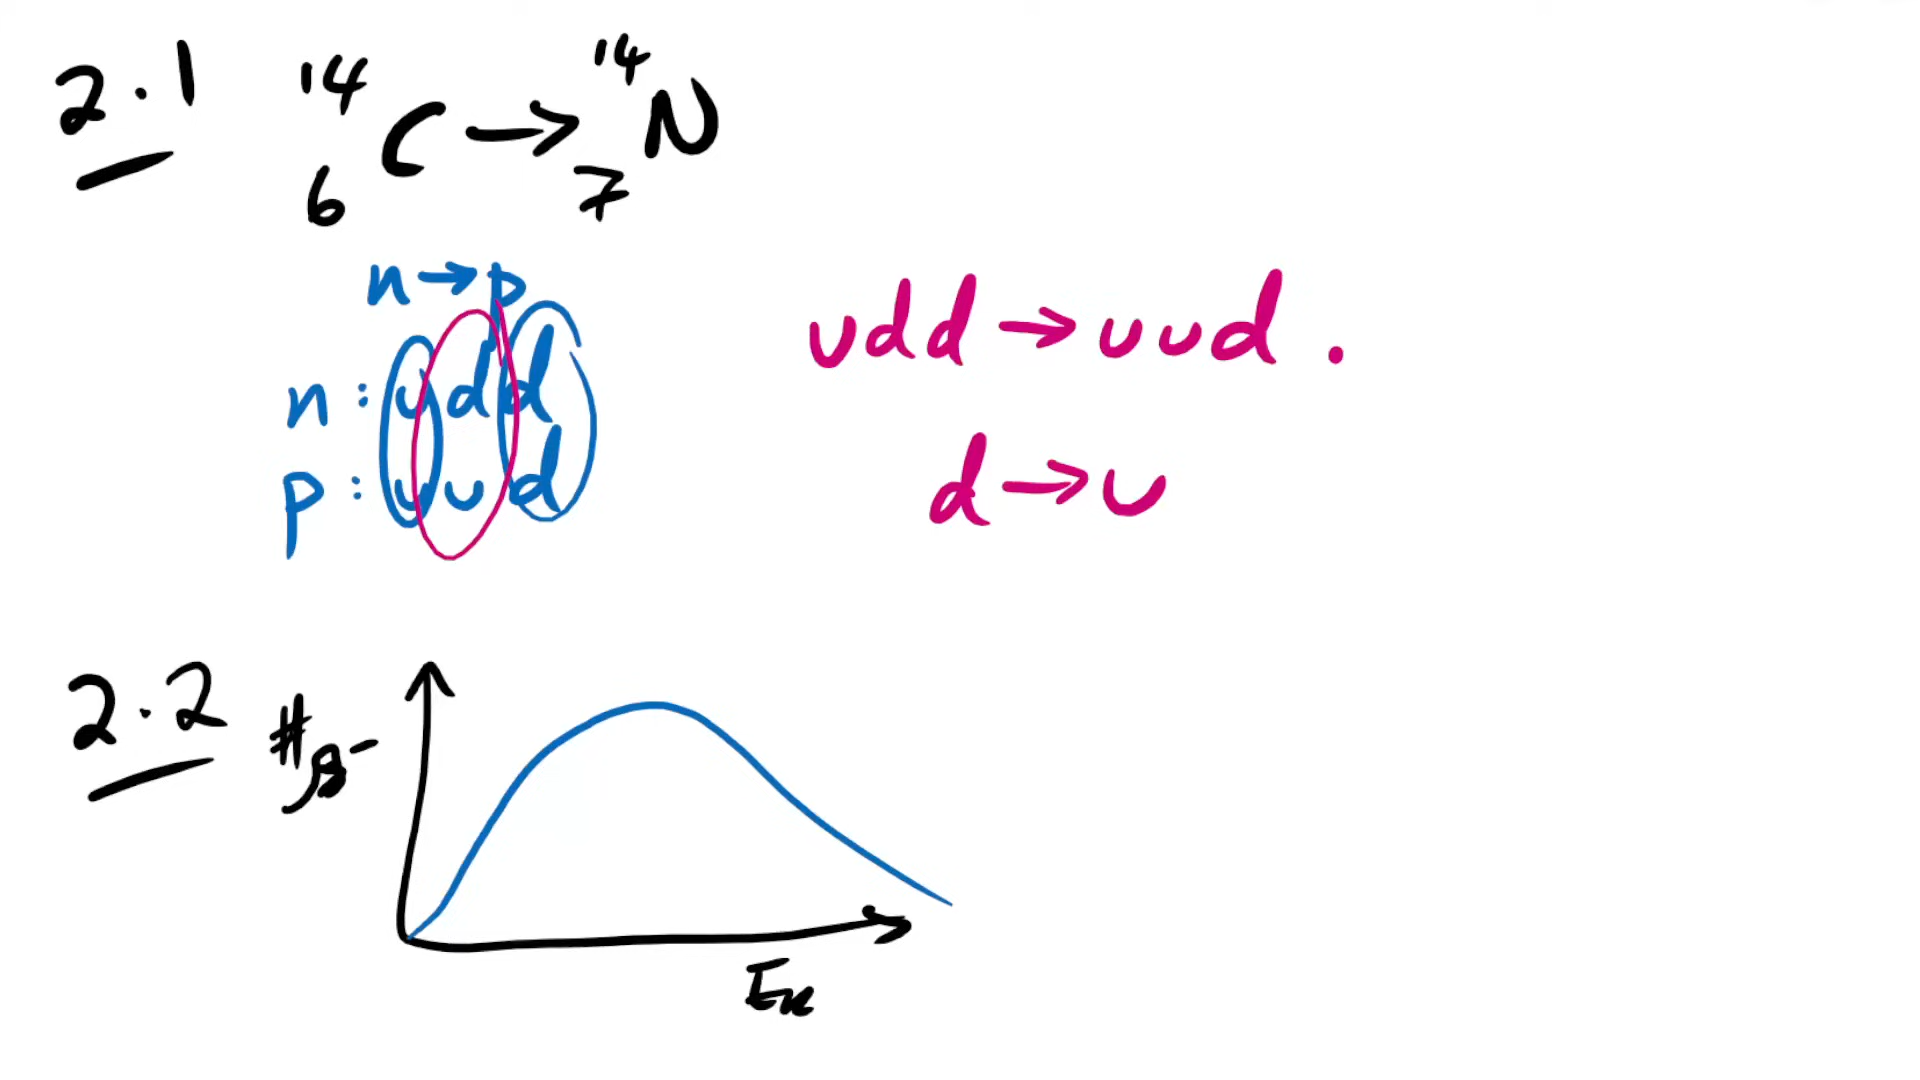 2.1 ¹⁴₆C → ¹⁴₇N
n → p
n : udd
p : uud
udd → uud .
d → u
2.2 # β⁻
Eₖ